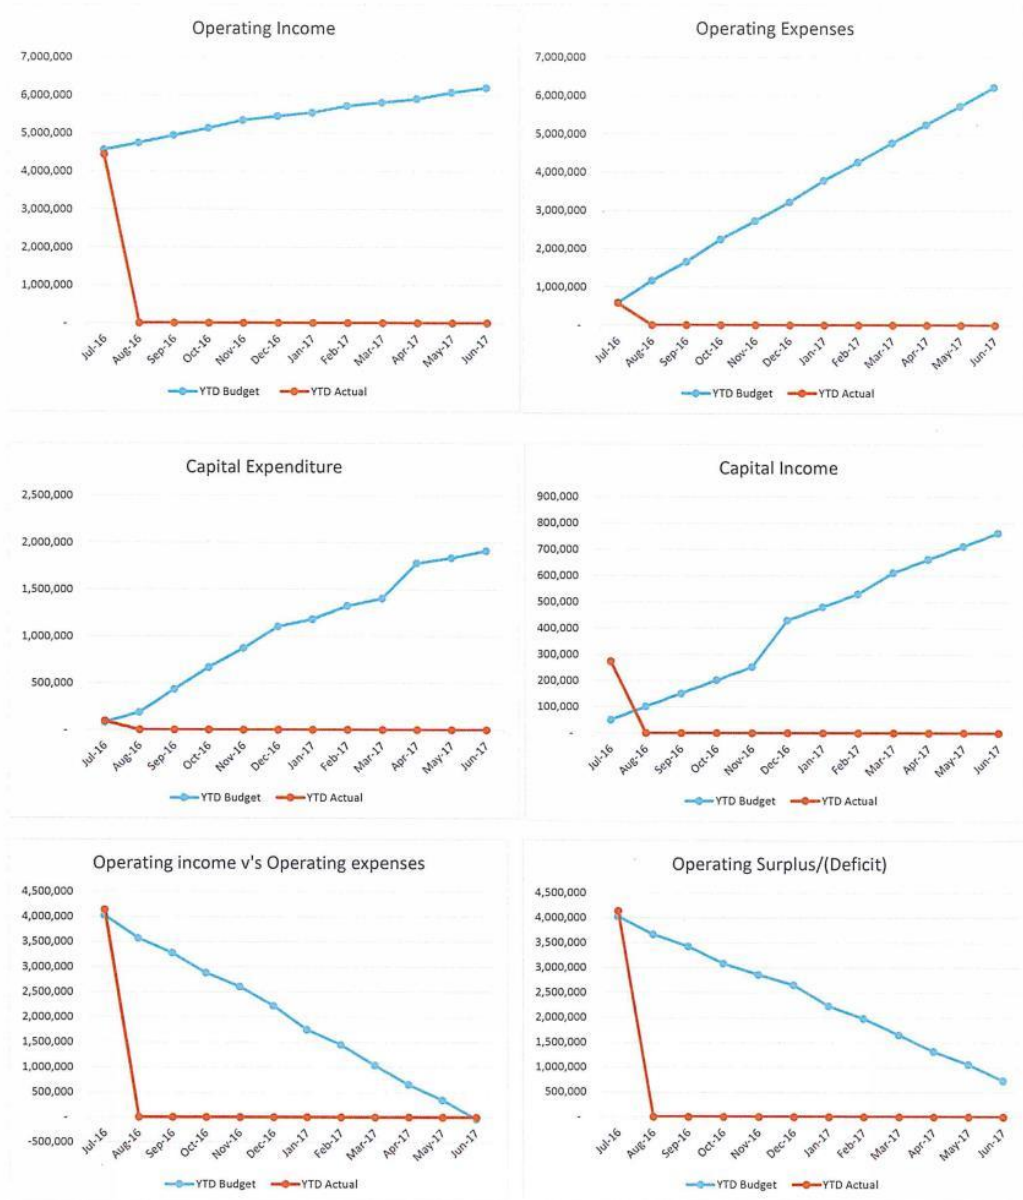 Operating Income
7,000,000
6,000,000
5,000,000
4,000,000
3,000,000
2,000,000
1,000,000
-
Jul-16 Aug-16 Sep-16 Oct-16 Nov-16 Dec-16 Jan-17 Feb-17 Mar-17 Apr-17 May-17 Jun-17
YTD Budget YTD Actual
Operating Expenses
7,000,000
6,000,000
5,000,000
4,000,000
3,000,000
2,000,000
1,000,000
-
Jul-16 Aug-16 Sep-16 Oct-16 Nov-16 Dec-16 Jan-17 Feb-17 Mar-17 Apr-17 May-17 Jun-17
YTD Budget YTD Actual
Capital Expenditure
2,500,000
2,000,000
1,500,000
1,000,000
500,000
-
Jul-16 Aug-16 Sep-16 Oct-16 Nov-16 Dec-16 Jan-17 Feb-17 Mar-17 Apr-17 May-17 Jun-17
YTD Budget YTD Actual
Capital Income
900,000
800,000
700,000
600,000
500,000
400,000
300,000
200,000
100,000
-
Jul-16 Aug-16 Sep-16 Oct-16 Nov-16 Dec-16 Jan-17 Feb-17 Mar-17 Apr-17 May-17 Jun-17
YTD Budget YTD Actual
Operating income v's Operating expenses
4,500,000
4,000,000
3,500,000
3,000,000
2,500,000
2,000,000
1,500,000
1,000,000
500,000
-
-500,000
Jul-16 Aug-16 Sep-16 Oct-16 Nov-16 Dec-16 Jan-17 Feb-17 Mar-17 Apr-17 May-17 Jun-17
YTD Budget YTD Actual
Operating Surplus/(Deficit)
4,500,000
4,000,000
3,500,000
3,000,000
2,500,000
2,000,000
1,500,000
1,000,000
500,000
-
Jul-16 Aug-16 Sep-16 Oct-16 Nov-16 Dec-16 Jan-17 Feb-17 Mar-17 Apr-17 May-17 Jun-17
YTD Budget YTD Actual